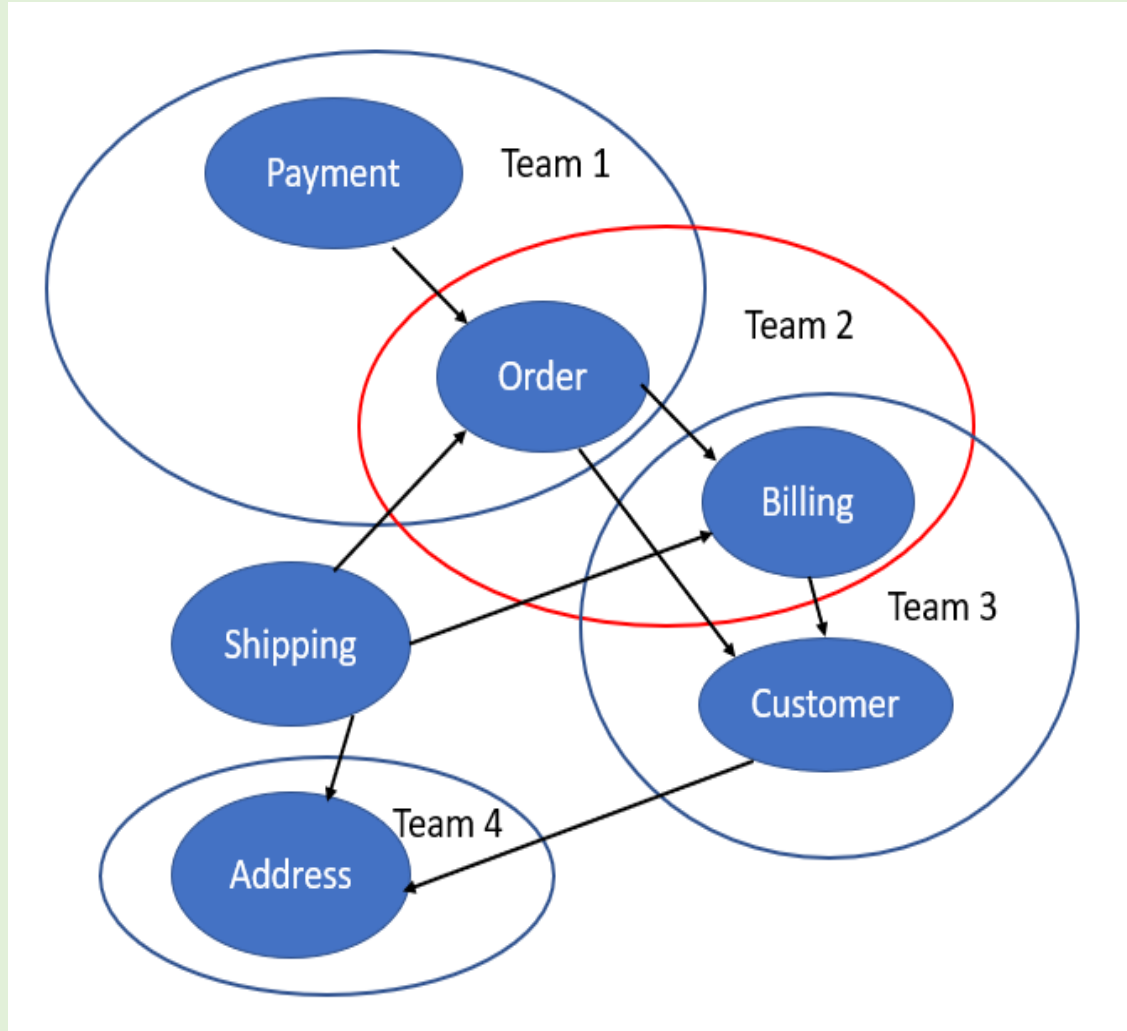 Payment
Team 1
Team 2
Order
Billing
Team 3
Shipping
Customer
Team 4
Address